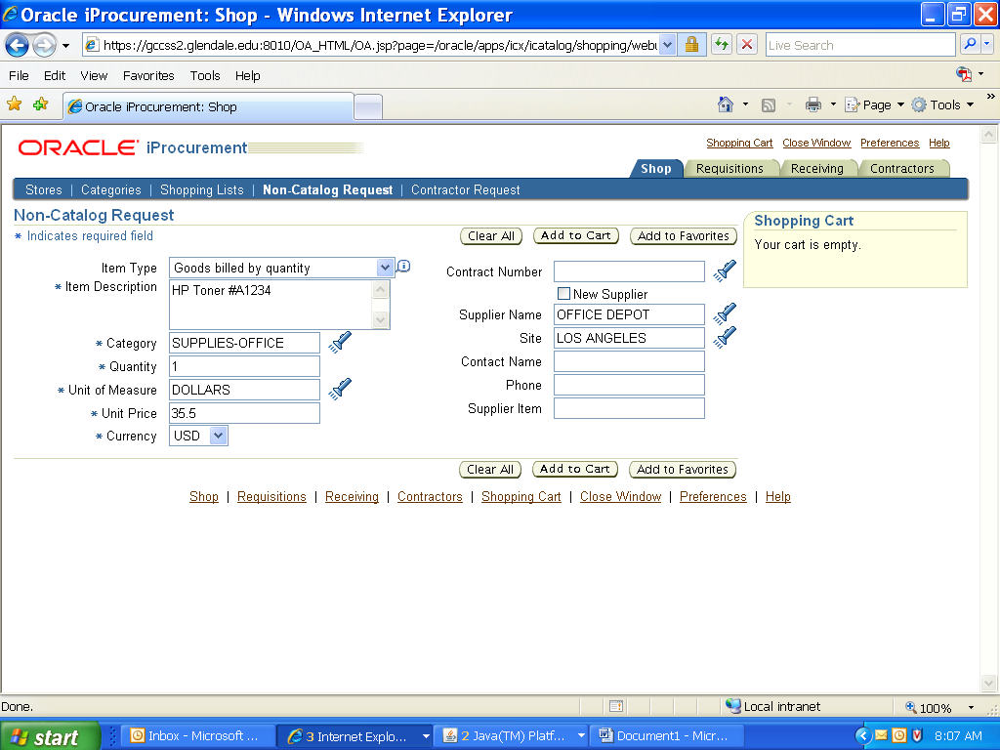 Oracle iProcurement: Shop - Windows Internet Explorer
https://gccss2.glendale.edu:8010/OA_HTML/OA.jsp?page=/oracle/apps/icx/icatalog/shopping/webu
Live Search
File Edit View Favorites Tools Help
Oracle iProcurement: Shop
Page Tools »
ORACLE iProcurement
Shopping Cart Close Window Preferences Help
Shop Requisitions Receiving Contractors
Stores | Categories | Shopping Lists | Non-Catalog Request | Contractor Request
Non-Catalog Request
* Indicates required field
Clear All Add to Cart Add to Favorites
Shopping Cart
Your cart is empty.
Item Type Goods billed by quantity
* Item Description HP Toner #A1234
* Category SUPPLIES-OFFICE
* Quantity 1
* Unit of Measure DOLLARS
* Unit Price 35.5
* Currency USD
Contract Number
New Supplier
Supplier Name OFFICE DEPOT
Site LOS ANGELES
Contact Name
Phone
Supplier Item
Clear All Add to Cart Add to Favorites
Shop | Requisitions | Receiving | Contractors | Shopping Cart | Close Window | Preferences | Help
Done.
Local intranet
100%
start
Inbox - Microsoft ...
3 Internet Explo...
2 Java(TM) Platf...
Document1 - Micr...
8:07 AM